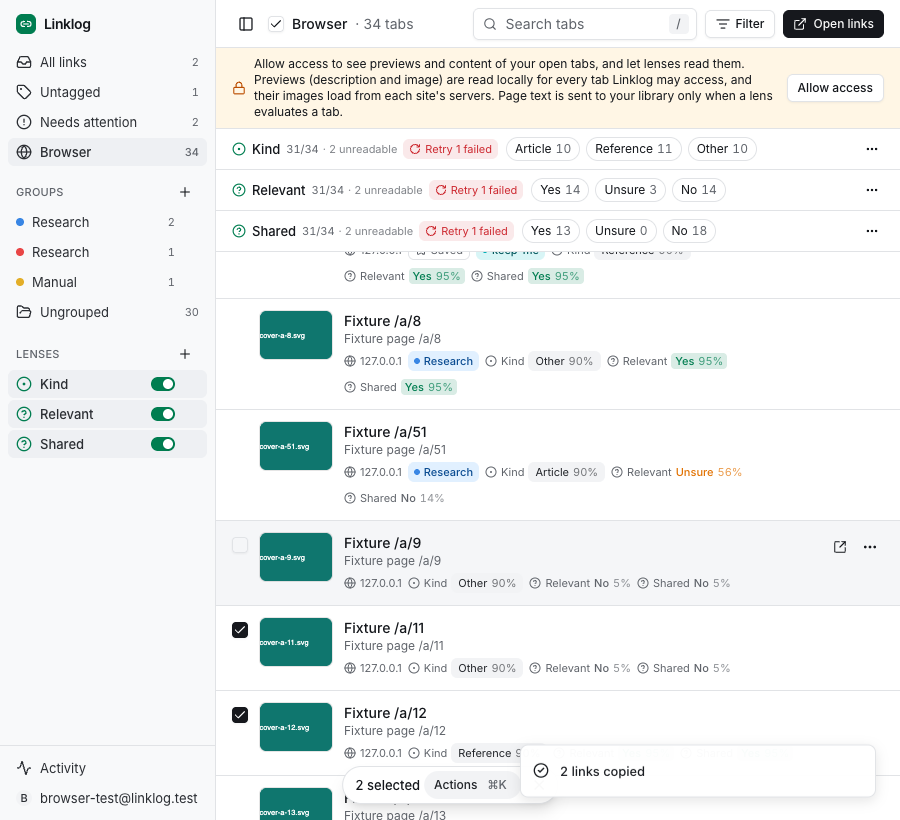 Linklog
All links 2
Untagged 1
Needs attention 2
Browser 34
GROUPS
Research 2
Research 1
Manual 1
Ungrouped 30
LENSES
Kind
Relevant
Shared
Activity
B browser-test@linklog.test
Browser · 34 tabs
Search tabs /
Filter
Open links
Allow access to see previews and content of your open tabs, and let lenses read them.
Previews (description and image) are read locally for every tab Linklog may access, and
their images load from each site's servers. Page text is sent to your library only when a lens
evaluates a tab.
Allow access
Kind 31/34 · 2 unreadable Retry 1 failed Article 10 Reference 11 Other 10
Relevant 31/34 · 2 unreadable Retry 1 failed Yes 14 Unsure 3 No 14
Shared 31/34 · 2 unreadable Retry 1 failed Yes 13 Unsure 0 No 18
Relevant Yes 95% Shared Yes 95%
cover-a-8.svg
Fixture /a/8
Fixture page /a/8
127.0.0.1 Research Kind Other 90% Relevant Yes 95%
Shared Yes 95%
cover-a-51.svg
Fixture /a/51
Fixture page /a/51
127.0.0.1 Research Kind Article 90% Relevant Unsure 56%
Shared No 14%
cover-a-9.svg
Fixture /a/9
Fixture page /a/9
127.0.0.1 Kind Other 90% Relevant No 5% Shared No 5%
cover-a-11.svg
Fixture /a/11
Fixture page /a/11
127.0.0.1 Kind Other 90% Relevant No 5% Shared No 5%
cover-a-12.svg
Fixture /a/12
Fixture page /a/12
127.0.0.1 Kind Reference
2 links copied
2 selected Actions ⌘K
cover-a-13.svg
Fixture page /a/13